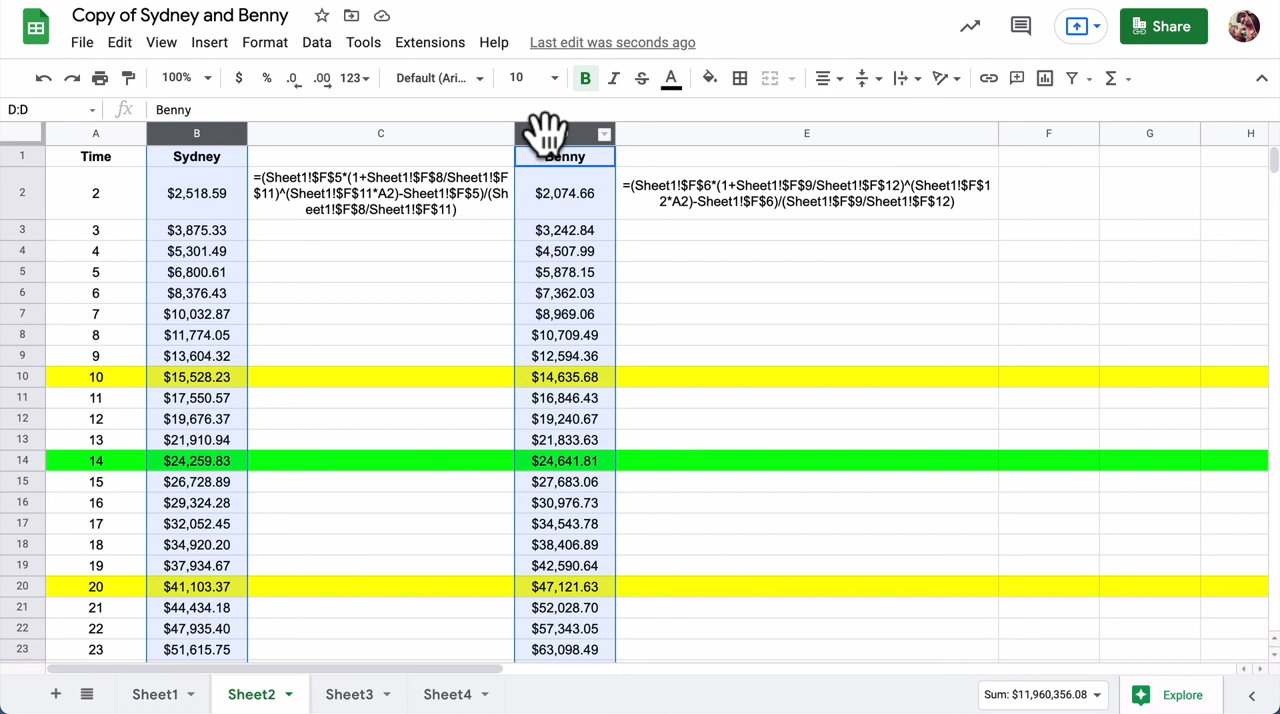 Copy of Sydney and Benny
File Edit View Insert Format Data Tools Extensions Help Last edit was seconds ago
Share
100% $ % .0 .00 123 Default (Ari... 10 B I S A Σ
D:D fx Benny
A B C E F G H
1 Time Sydney Benny
2 2 $2,518.59 =(Sheet1!$F$5*(1+Sheet1!$F$8/Sheet1!$F $2,074.66 =(Sheet1!$F$6*(1+Sheet1!$F$9/Sheet1!$F$12)^(Sheet1!$F$1
$11)^(Sheet1!$F$11*A2)-Sheet1!$F$5)/(Sh 2*A2)-Sheet1!$F$6)/(Sheet1!$F$9/Sheet1!$F$12)
eet1!$F$8/Sheet1!$F$11)
3 3 $3,875.33 $3,242.84
4 4 $5,301.49 $4,507.99
5 5 $6,800.61 $5,878.15
6 6 $8,376.43 $7,362.03
7 7 $10,032.87 $8,969.06
8 8 $11,774.05 $10,709.49
9 9 $13,604.32 $12,594.36
10 10 $15,528.23 $14,635.68
11 11 $17,550.57 $16,846.43
12 12 $19,676.37 $19,240.67
13 13 $21,910.94 $21,833.63
14 14 $24,259.83 $24,641.81
15 15 $26,728.89 $27,683.06
16 16 $29,324.28 $30,976.73
17 17 $32,052.45 $34,543.78
18 18 $34,920.20 $38,406.89
19 19 $37,934.67 $42,590.64
20 20 $41,103.37 $47,121.63
21 21 $44,434.18 $52,028.70
22 22 $47,935.40 $57,343.05
23 23 $51,615.75 $63,098.49
Sheet1 Sheet2 Sheet3 Sheet4 Sum: $11,960,356.08 Explore